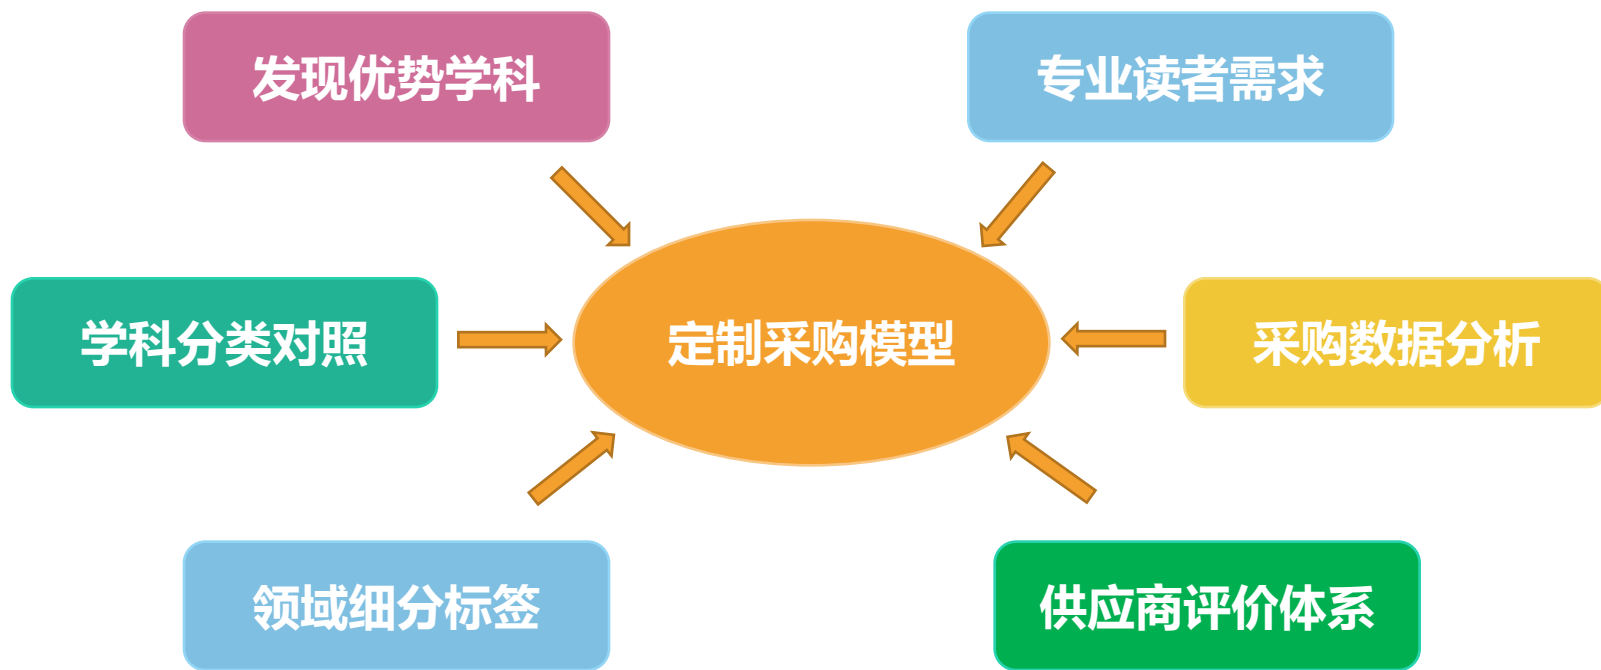 发现优势学科
专业读者需求
学科分类对照
定制采购模型
采购数据分析
领域细分标签
供应商评价体系